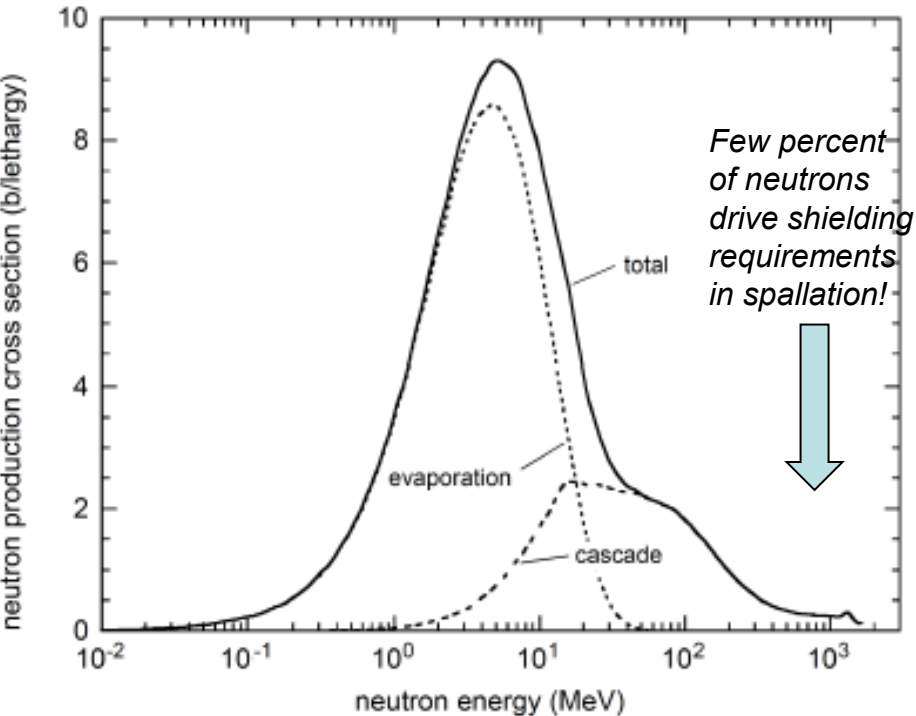 neutron production cross section (b/lethargy)
10
8
6
4
2
0
Few percent
of neutrons
drive shielding
requirements
in spallation!
total
evaporation
cascade
10⁻² 10⁻¹ 10⁰ 10¹ 10² 10³
neutron energy (MeV)